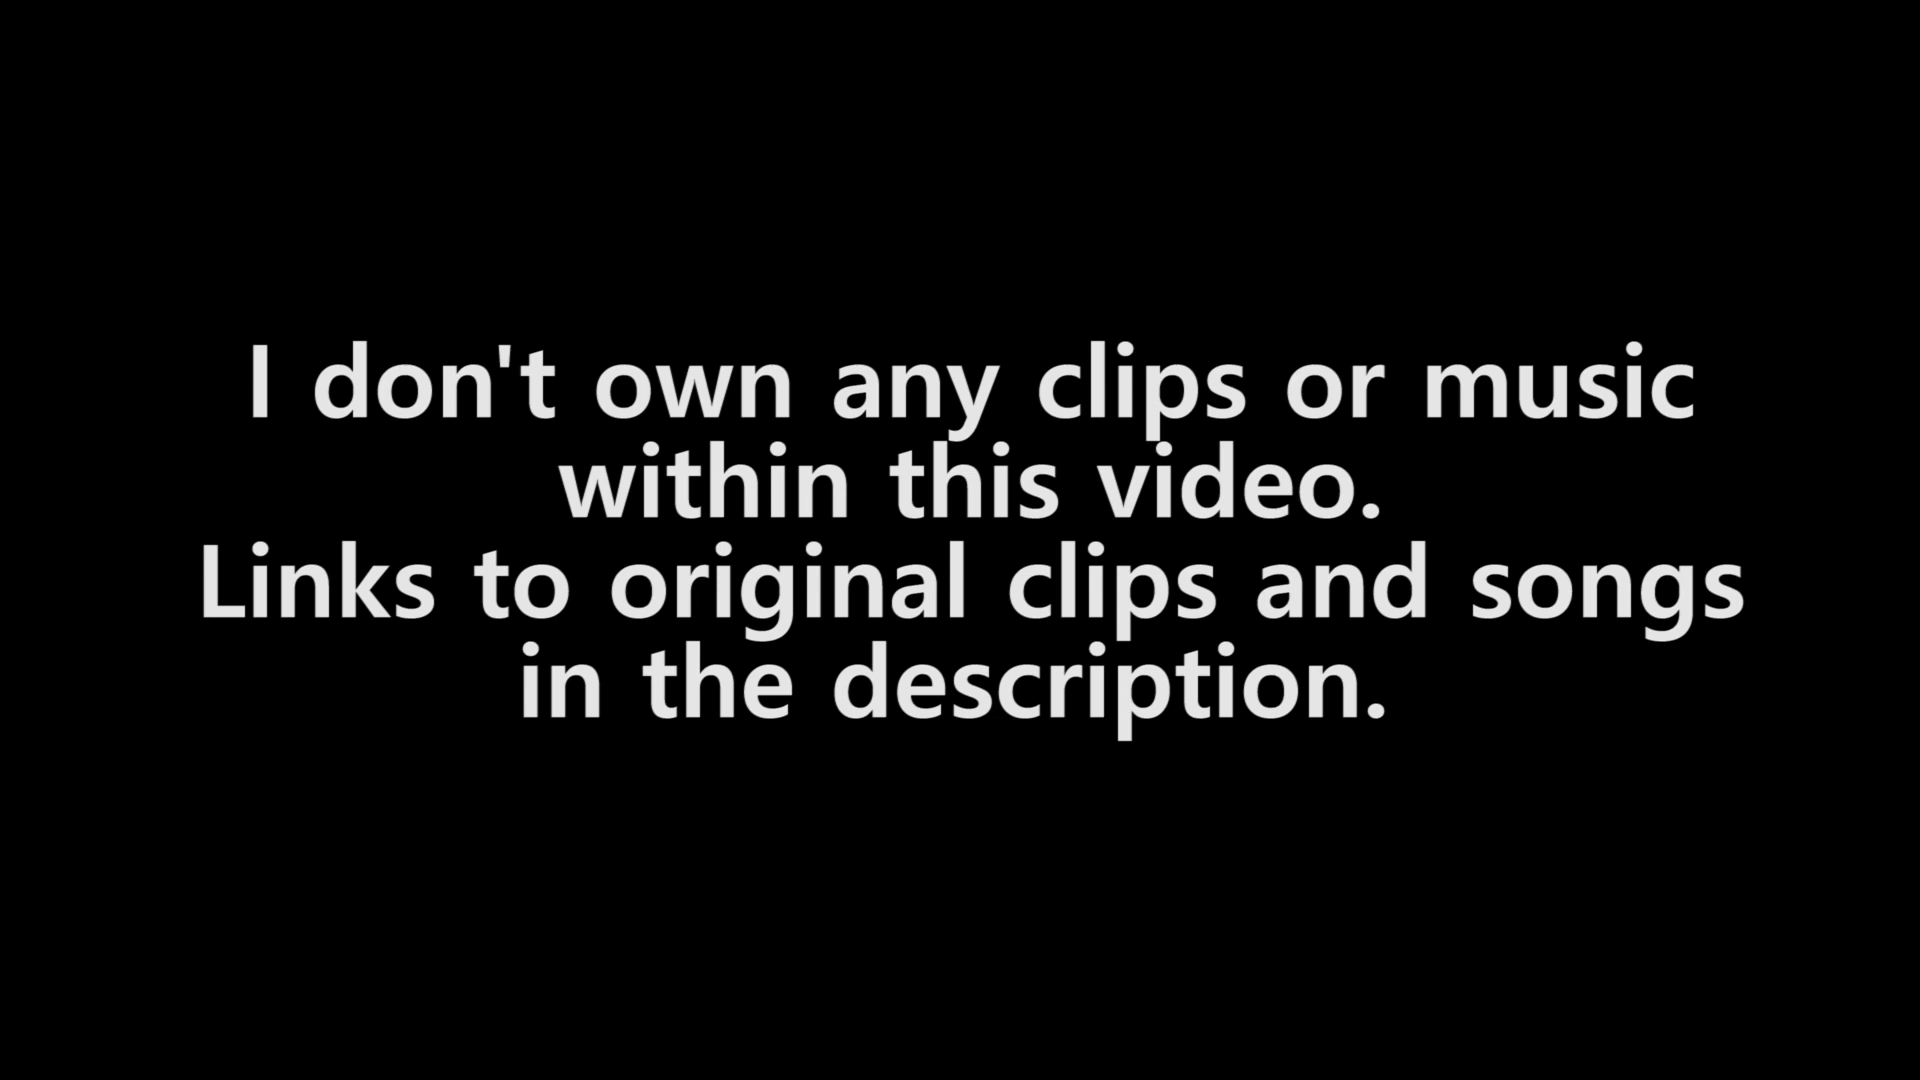 I don't own any clips or music
within this video.
Links to original clips and songs
in the description.